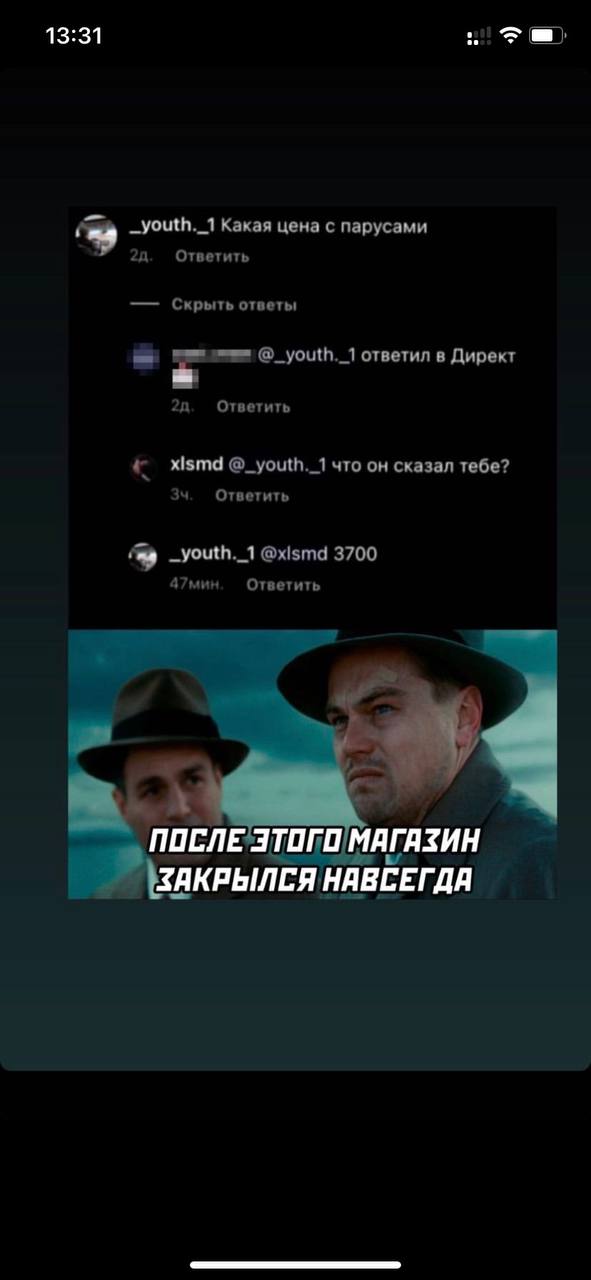 13:31
_youth._1 Какая цена с парусами
2д. Ответить
Скрыть ответы
@_youth._1 ответил в Директ
2д. Ответить
xlsmd @_youth._1 что он сказал тебе?
3ч. Ответить
_youth._1 @xlsmd 3700
47мин. Ответить
ПОСЛЕ ЭТОГО МАГАЗИН
ЗАКРЫЛСЯ НАВСЕГДА